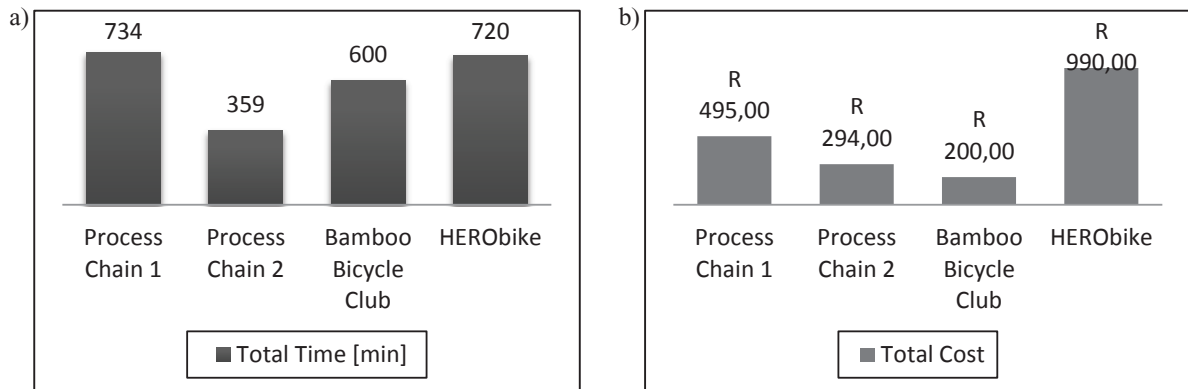 a)
734
359
600
720
Process
Chain 1
Process
Chain 2
Bamboo
Bicycle
Club
HERObike
Total Time [min]
b)
R
495,00
R
294,00
R
200,00
R
990,00
Process
Chain 1
Process
Chain 2
Bamboo
Bicycle
Club
HERObike
Total Cost